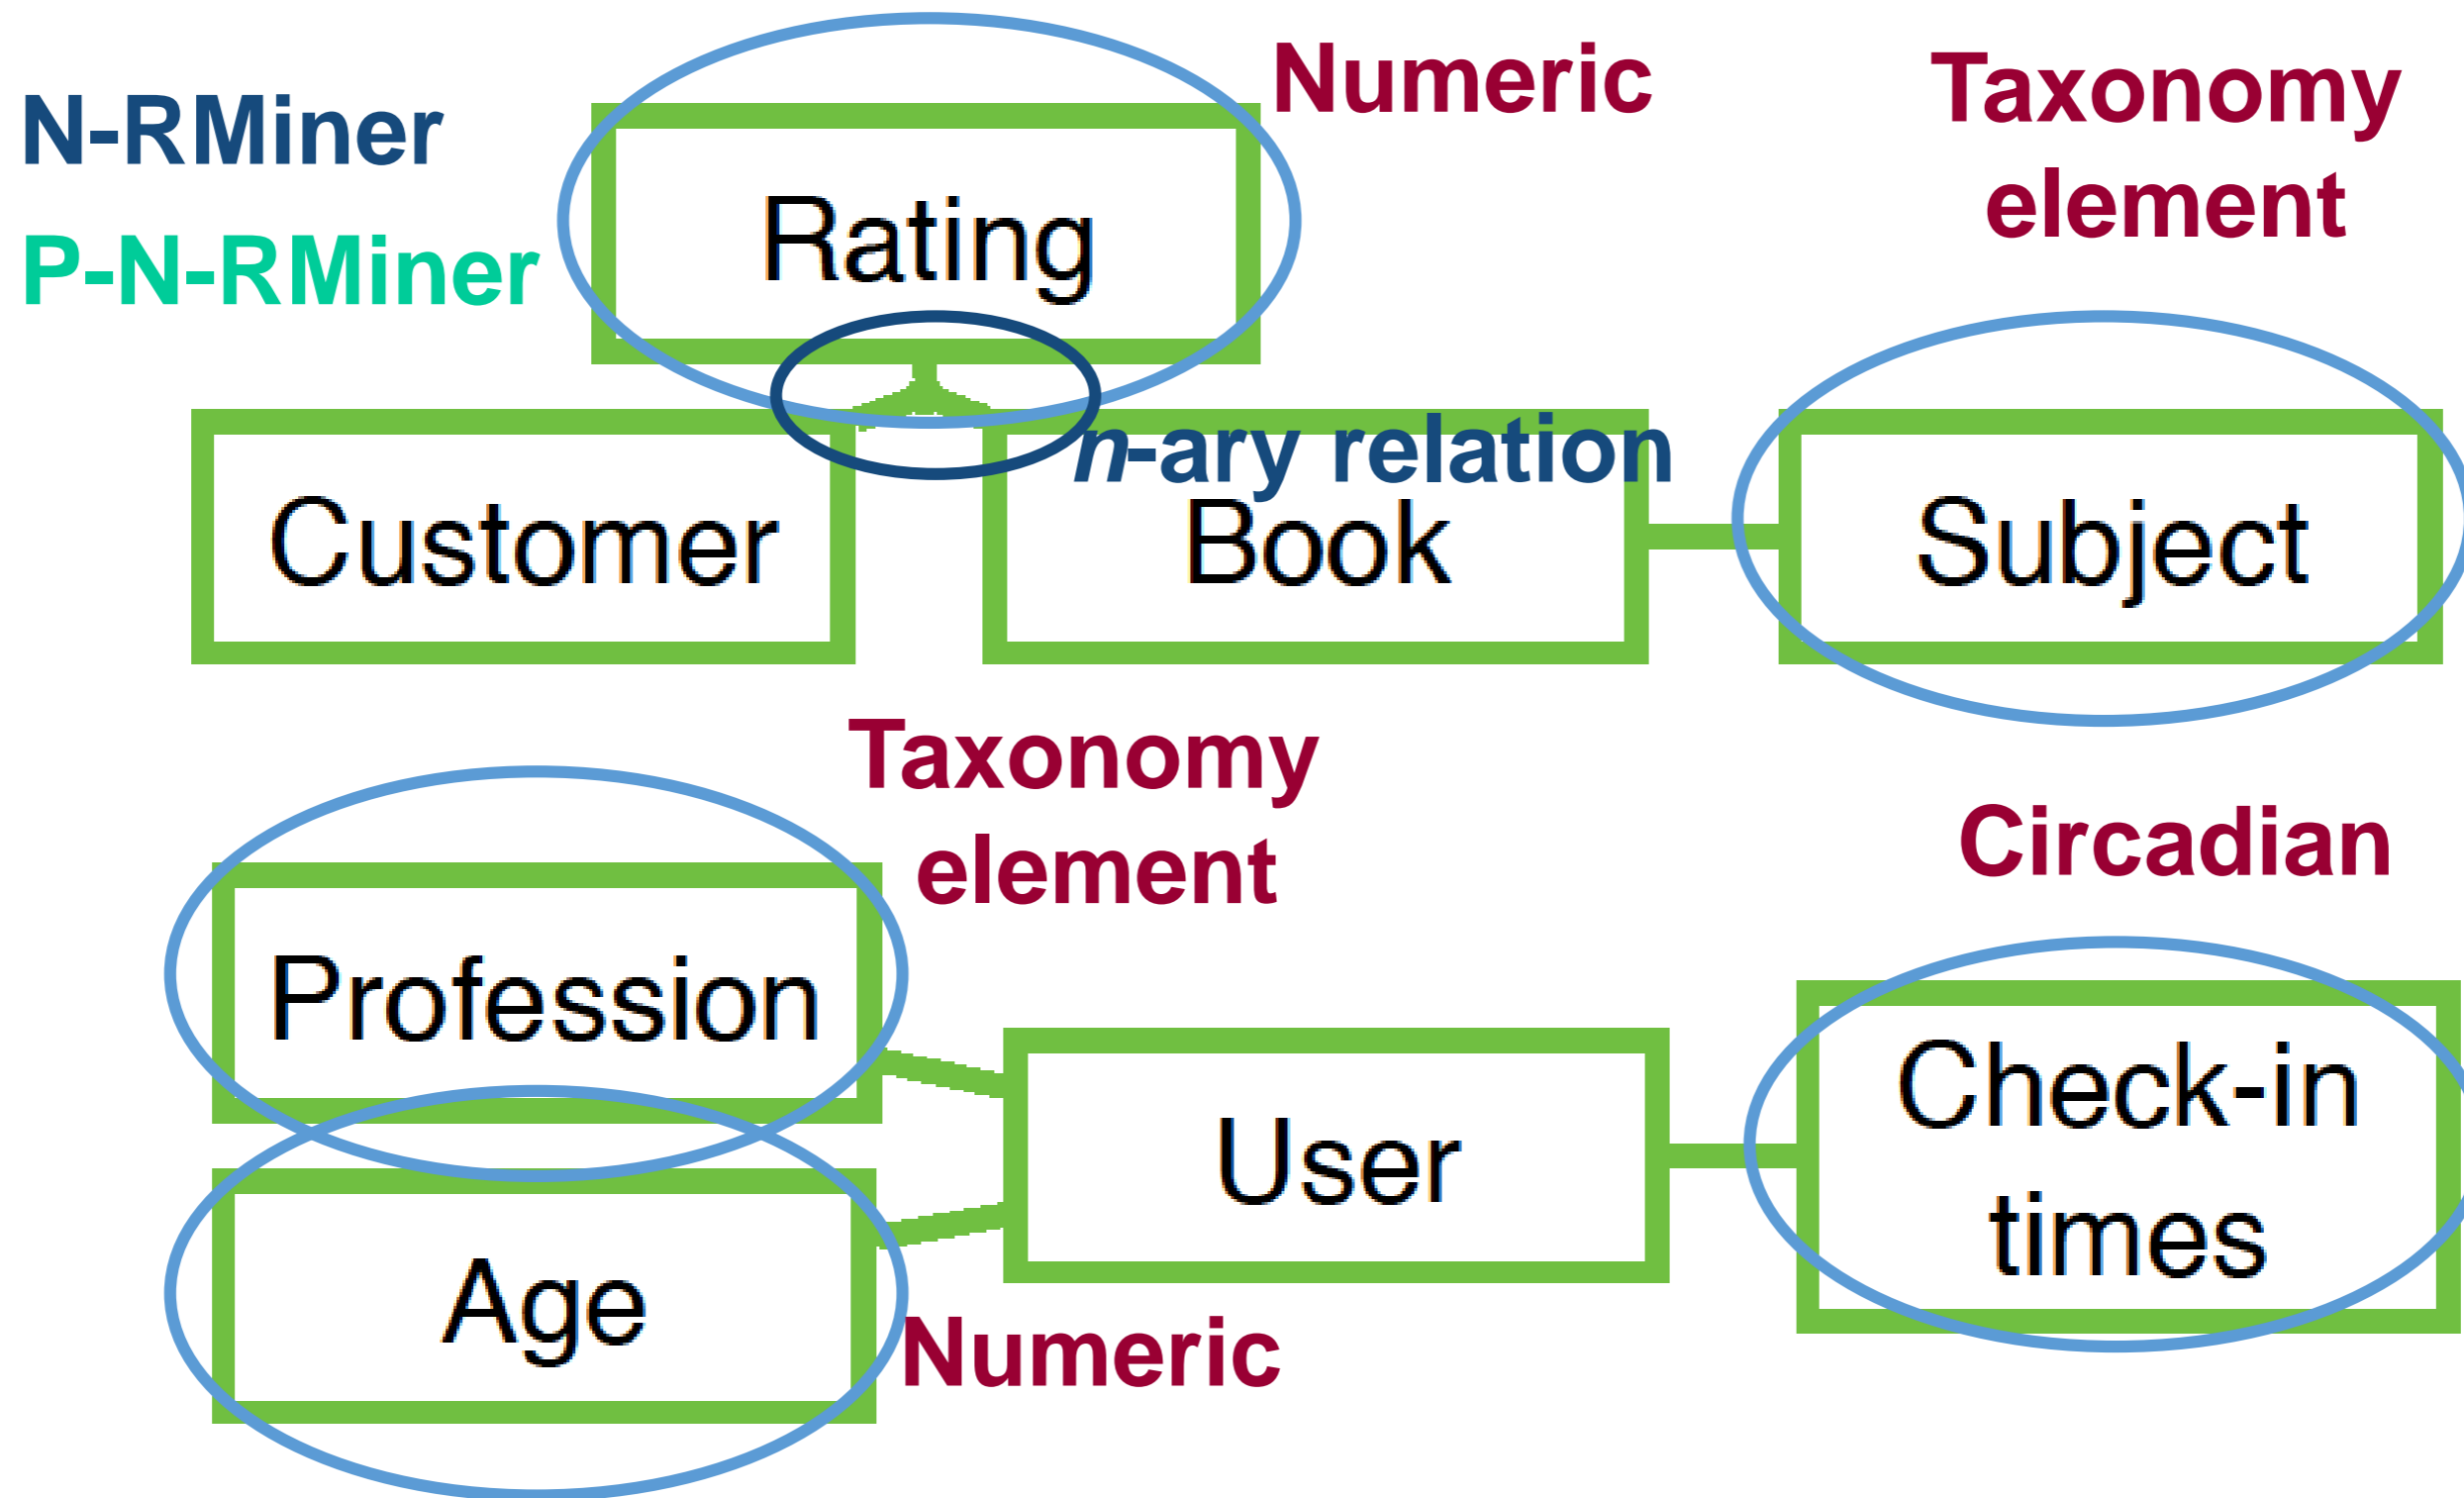 N-RMiner
P-N-RMiner
Rating
Numeric
Taxonomy
element
n-ary relation
Customer
Book
Subject
Taxonomy
element
Circadian
Profession
Age
Numeric
User
Check-in
times